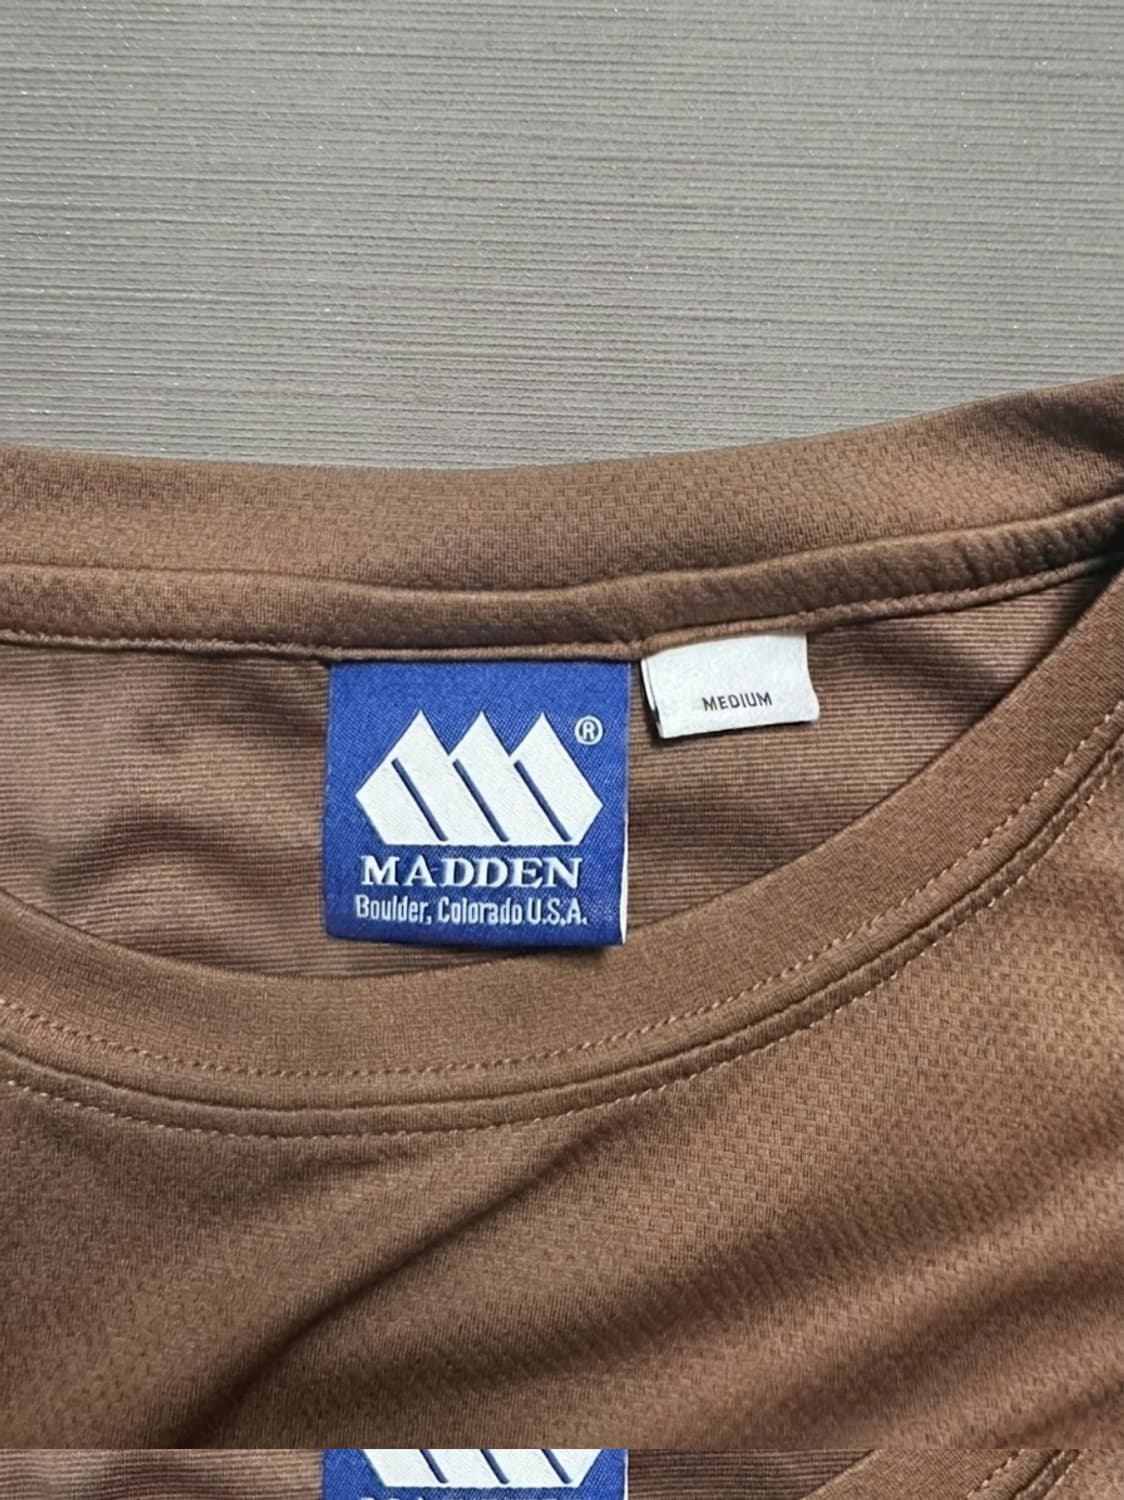 ®
MEDIUM
MADDEN
Boulder, Colorado U.S.A.